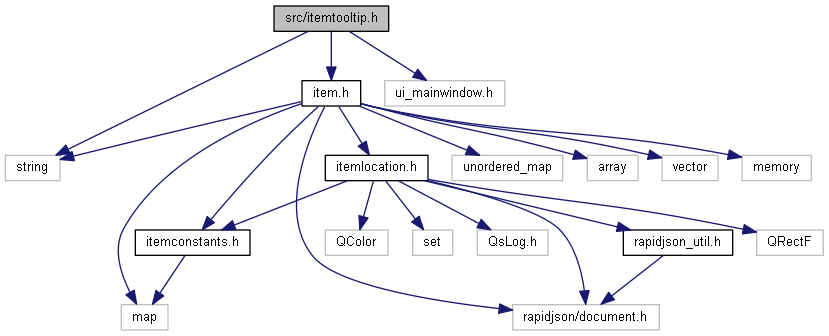 src/itemtooltip.h
item.h
ui_mainwindow.h
string
itemlocation.h
unordered_map
array
vector
memory
itemconstants.h
QColor
set
QsLog.h
rapidjson_util.h
QRectF
map
rapidjson/document.h